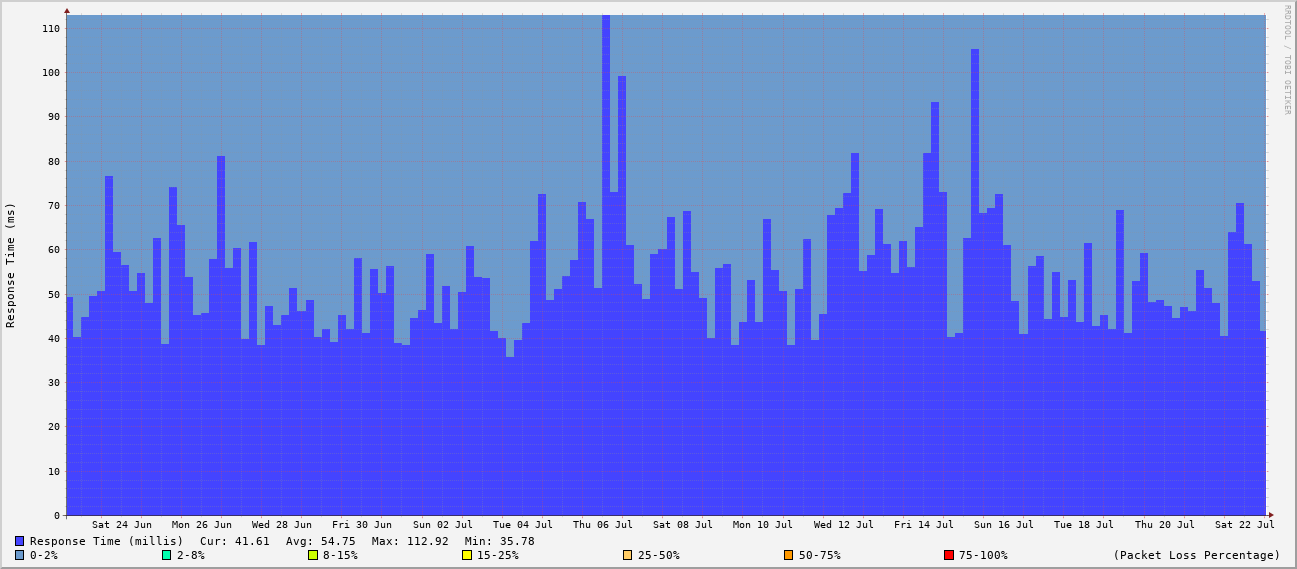 RRDTOOL / TOBI OETIKER
Response Time (ms)
110
100
90
80
70
60
50
40
30
20
10
0
Sat 24 Jun Mon 26 Jun Wed 28 Jun Fri 30 Jun Sun 02 Jul Tue 04 Jul Thu 06 Jul Sat 08 Jul Mon 10 Jul Wed 12 Jul Fri 14 Jul Sun 16 Jul Tue 18 Jul Thu 20 Jul Sat 22 Jul
Response Time (millis) Cur: 41.61 Avg: 54.75 Max: 112.92 Min: 35.78
0-2% 2-8% 8-15% 15-25% 25-50% 50-75% 75-100% (Packet Loss Percentage)